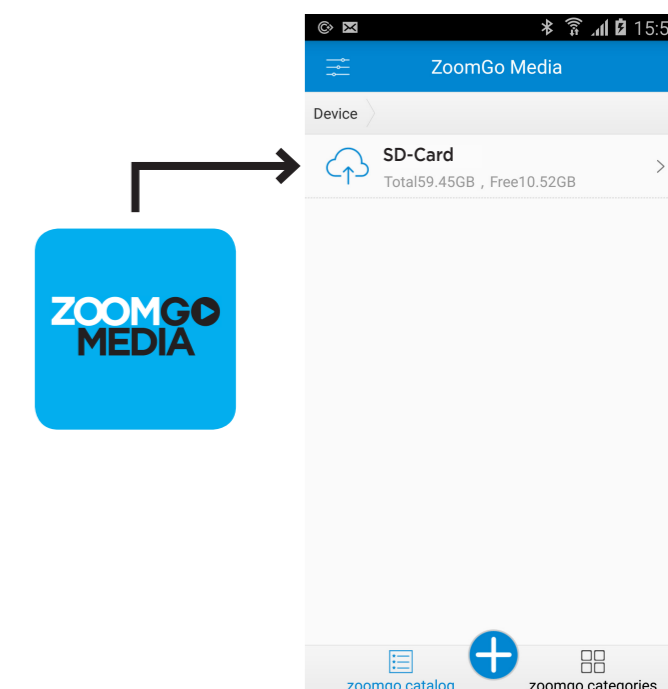 15:5
ZoomGo Media
Device
SD-Card
Total59.45GB , Free10.52GB
ZOOMGO
MEDIA
zoomgo catalog
zoomgo categories